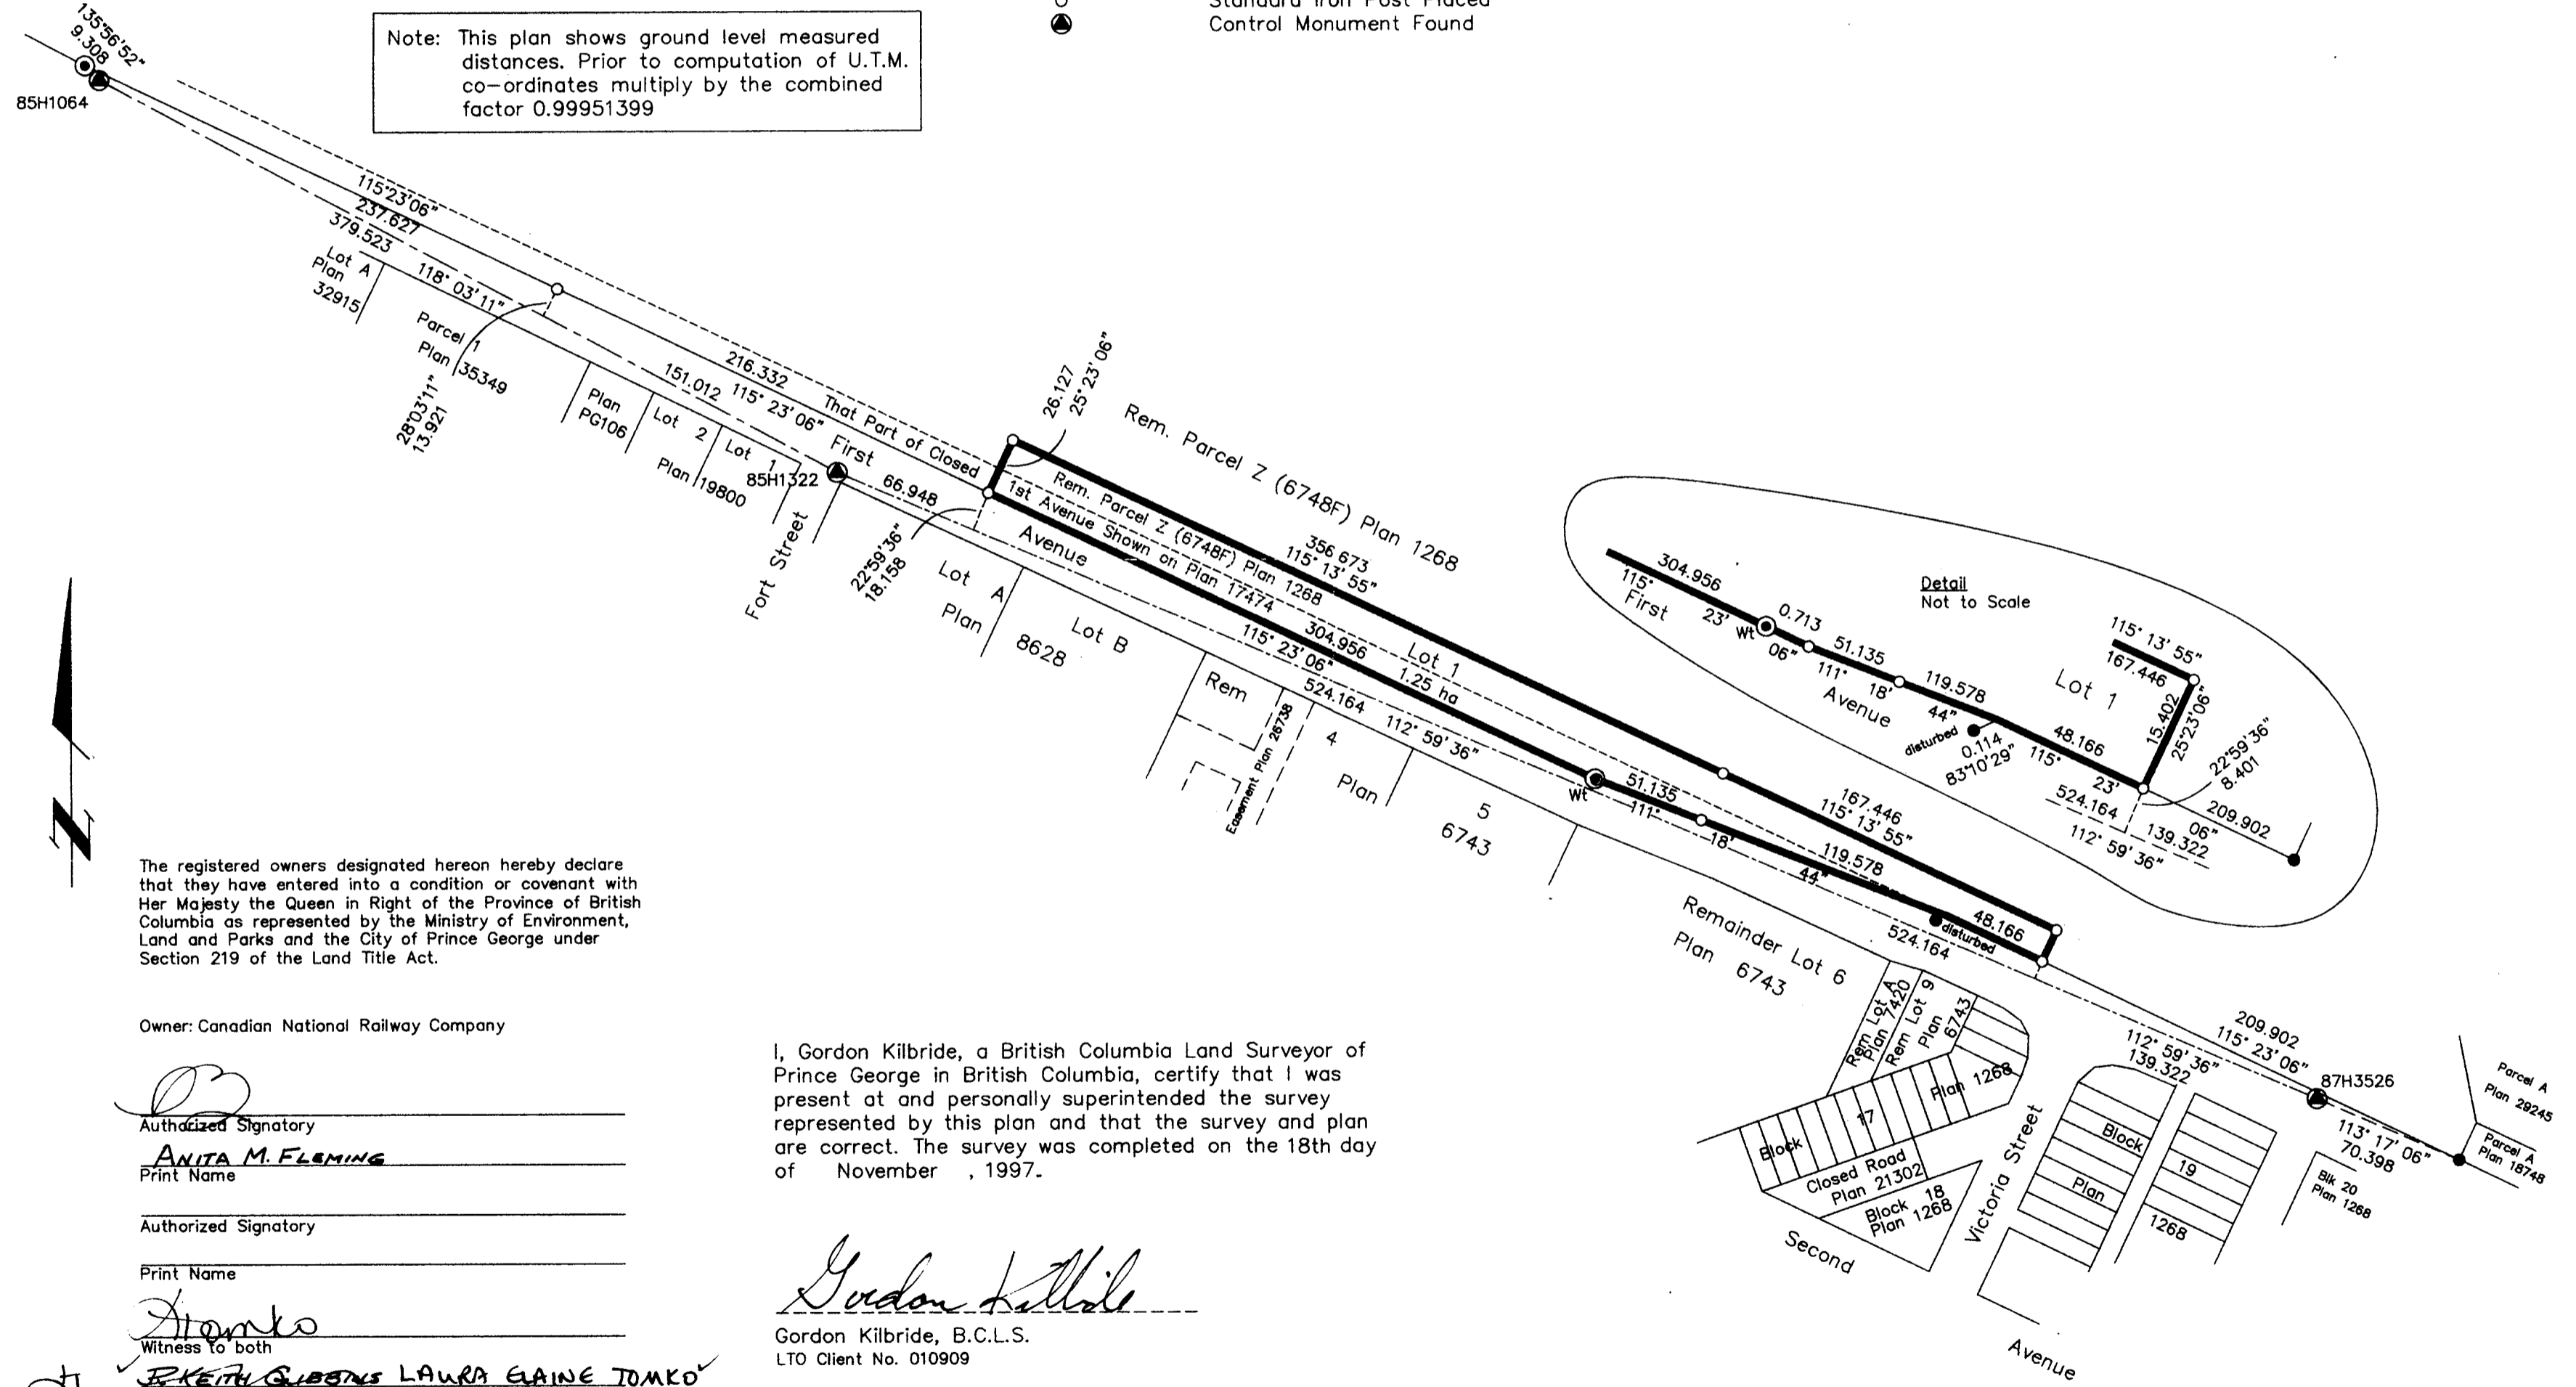 Standard Iron Post Placed
Control Monument Found
Note: This plan shows ground level measured
distances. Prior to computation of U.T.M.
co-ordinates multiply by the combined
factor 0.99951399
135°56'52"
9.308
85H1064
115°23'06"
237.627
379.523
118° 03'11"
Lot A
Plan
32915
Parcel 1
Plan 35349
28°03'11"
13.921
Plan
PG106
Lot 2
Lot 1
Plan 19800
216.332
151.012
115° 23' 06"
That Part of Closed
First
85H1322
66.948
Fort Street
22°59'36"
18.158
26.127
25°23'06"
Rem. Parcel Z (6748F) Plan 1268
Rem. Parcel Z (6748F) Plan 1268
1st Avenue Shown on Plan 17474
Avenue
356 673
115° 13' 55"
Lot A
Plan
8628
Lot B
304.956
115° 23' 06"
Lot 1
1.25 ha
524.164
112° 59' 36"
Rem
Easement Plan 26738
4
Plan
5
6743
Wt
51.135
111°
18'
44"
167.446
115° 13' 55"
119.578
48.166
disturbed
524.164
Remainder Lot 6
Plan 6743
Detail
Not to Scale
304.956
115°
23'
06"
First
Wt
0.713
51.135
111°
18'
44"
Avenue
119.578
disturbed
0.114
83°10'29"
48.166
115°
23'
06"
115° 13' 55"
167.446
Lot 1
15.402
25°23'06"
22°59'36"
8.401
524.164
139.322
112° 59' 36"
209.902
Rem Lot A
Plan 7420
Rem Lot 9
Plan 6743
Plan 1268
Block 17
Closed Road
Plan 21302
Block 18
Plan 1268
Second
Avenue
Victoria Street
Block 19
Plan 1268
209.902
115° 23' 06"
112° 59' 36"
139.322
87H3526
113° 17' 06"
70.398
Blk 20
Plan 1268
Parcel A
Plan 29245
Parcel A
Plan 18748
N
The registered owners designated hereon hereby declare
that they have entered into a condition or covenant with
Her Majesty the Queen in Right of the Province of British
Columbia as represented by the Ministry of Environment,
Land and Parks and the City of Prince George under
Section 219 of the Land Title Act.
Owner: Canadian National Railway Company
Authorized Signatory
ANITA M. FLEMING
Print Name
Authorized Signatory
Print Name
Tomko
Witness to both
LAURA ELAINE TOMKO
I, Gordon Kilbride, a British Columbia Land Surveyor of
Prince George in British Columbia, certify that I was
present at and personally superintended the survey
represented by this plan and that the survey and plan
are correct. The survey was completed on the 18th day
of November , 1997.
Gordon Kilbride
Gordon Kilbride, B.C.L.S.
LTO Client No. 010909